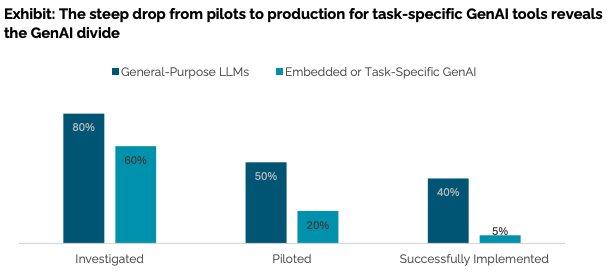 Exhibit: The steep drop from pilots to production for task-specific GenAI tools reveals
the GenAI divide
General-Purpose LLMs
Embedded or Task-Specific GenAI
80%
60%
50%
20%
40%
5%
Investigated
Piloted
Successfully Implemented